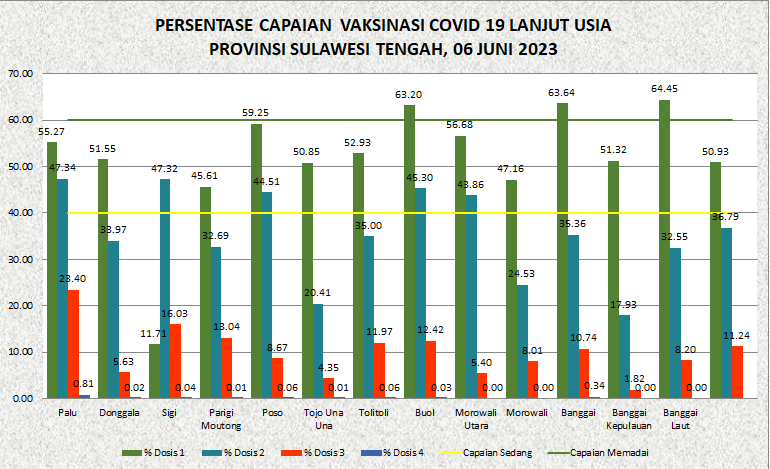 PERSENTASE CAPAIAN VAKSINASI COVID 19 LANJUT USIA
PROVINSI SULAWESI TENGAH, 06 JUNI 2023
70.00
60.00
50.00
40.00
30.00
20.00
10.00
0.00
55.27 47.34 23.40 0.81
51.55 33.97 5.63 0.02
11.71 47.32 16.03 0.04
45.61 32.69 13.04 0.01
59.25 44.51 8.67 0.06
50.85 20.41 4.35 0.01
52.93 35.00 11.97 0.06
63.20 45.30 12.42 0.03
56.68 43.86 5.40 0.00
47.16 24.53 8.01 0.00
63.64 35.36 10.74 0.34
51.32 17.93 1.82 0.00
64.45 32.55 8.20 0.00
50.93 36.79 11.24
Palu Donggala Sigi Parigi Poso Tojo Una Tolitoli Buol Morowali Morowali Banggai Banggai Banggai
Moutong Una Utara Kepulauan Laut
% Dosis 1 % Dosis 2 % Dosis 3 % Dosis 4 Capaian Sedang Capaian Memadai